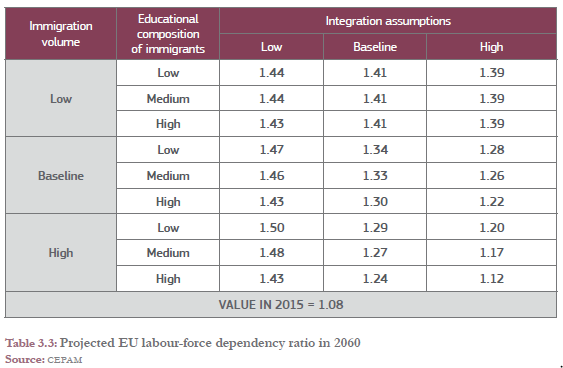 Immigration volume Educational composition of immigrants Integration assumptions
Low Baseline High
Low Low 1.44 1.41 1.39
Medium 1.44 1.41 1.39
High 1.43 1.41 1.39
Baseline Low 1.47 1.34 1.28
Medium 1.46 1.33 1.26
High 1.43 1.30 1.22
High Low 1.50 1.29 1.20
Medium 1.48 1.27 1.17
High 1.43 1.24 1.12
VALUE IN 2015 = 1.08
Table 3.3: Projected EU labour-force dependency ratio in 2060
Source: CEPAM
.